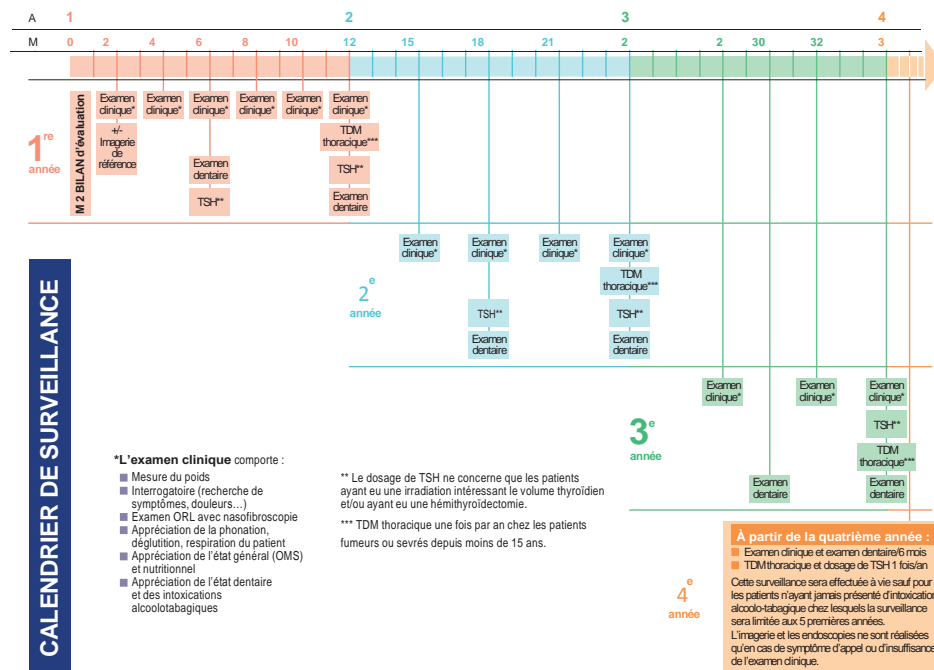 A 1 2 3 4
M 0 2 4 6 8 10 12 15 18 21 2 2 30 32 3
1re
année
M 2 BILAN d'évaluation
Examen
clinique*
+/-
Imagerie
de
référence
Examen
clinique*
Examen
clinique*
Examen
dentaire
TSH**
Examen
clinique*
Examen
clinique*
Examen
clinique*
TDM
thoracique***
TSH**
Examen
dentaire
2e
année
Examen
clinique*
Examen
clinique*
TSH**
Examen
dentaire
Examen
clinique*
Examen
clinique*
TDM
thoracique***
TSH**
Examen
dentaire
3e
année
Examen
clinique*
Examen
dentaire
Examen
clinique*
Examen
clinique*
TSH**
TDM
thoracique***
Examen
dentaire
CALENDRIER DE SURVEILLANCE
*L'examen clinique comporte :
Mesure du poids
Interrogatoire (recherche de
symptômes, douleurs…)
Examen ORL avec nasofibroscopie
Appréciation de la phonation,
déglutition, respiration du patient
Appréciation de l'état général (OMS)
et nutritionnel
Appréciation de l'état dentaire
et des intoxications
alcoolotabagiques
** Le dosage de TSH ne concerne que les patients
ayant eu une irradiation intéressant le volume thyroïdien
et/ou ayant eu une hémithyroïdectomie.
*** TDM thoracique une fois par an chez les patients
fumeurs ou sevrés depuis moins de 15 ans.
4e
année
À partir de la quatrième année :
Examen clinique et examen dentaire/6 mois
TDM thoracique et dosage de TSH 1 fois/an
Cette surveillance sera effectuée à vie sauf pour
les patients n'ayant jamais présenté d'intoxication
alcoolo-tabagique chez lesquels la surveillance
sera limitée aux 5 premières années.
L'imagerie et les endoscopies ne sont réalisées
qu'en cas de symptôme d'appel ou d'insuffisance
de l'examen clinique.